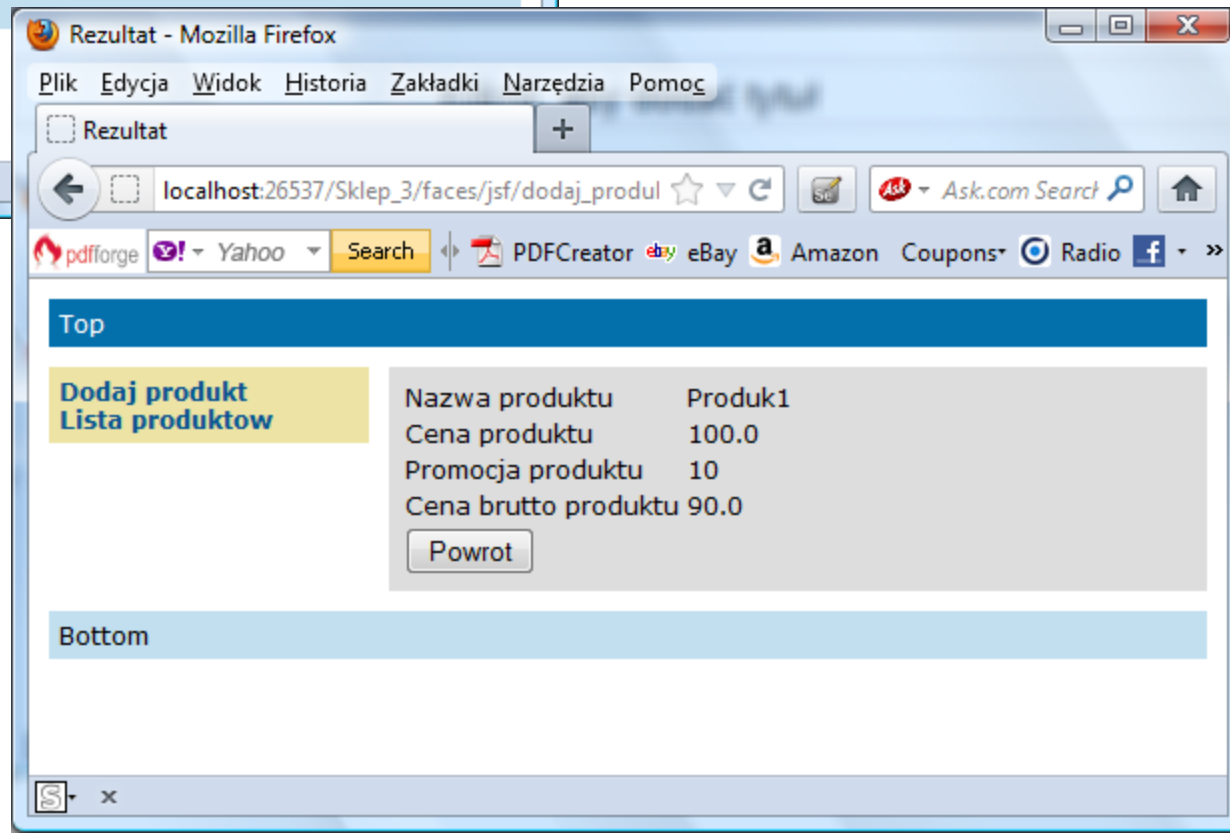 Rezultat - Mozilla Firefox
Plik Edycja Widok Historia Zakładki Narzędzia Pomoc
Rezultat +
localhost:26537/Sklep_3/faces/jsf/dodaj_produl Ask Ask.com Search
pdfforge Y! Yahoo Search PDFCreator ebay eBay a Amazon Coupons Radio f »
Top
Dodaj produkt
Lista produktow
Nazwa produktu Produk1
Cena produktu 100.0
Promocja produktu 10
Cena brutto produktu 90.0
Powrot
Bottom
S x